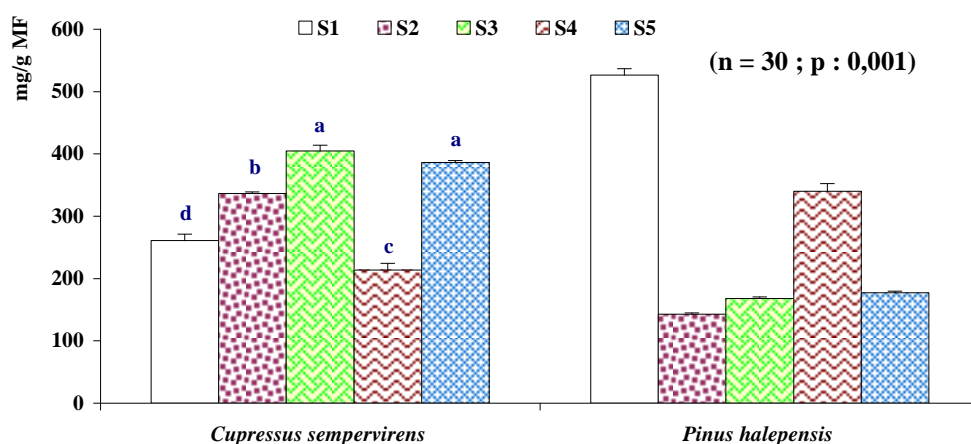 S1 S2 S3 S4 S5
(n = 30 ; p : 0,001)
mg/g MF
600
500
400
300
200
100
0
d
b
a
c
a
Cupressus sempervirens
Pinus halepensis